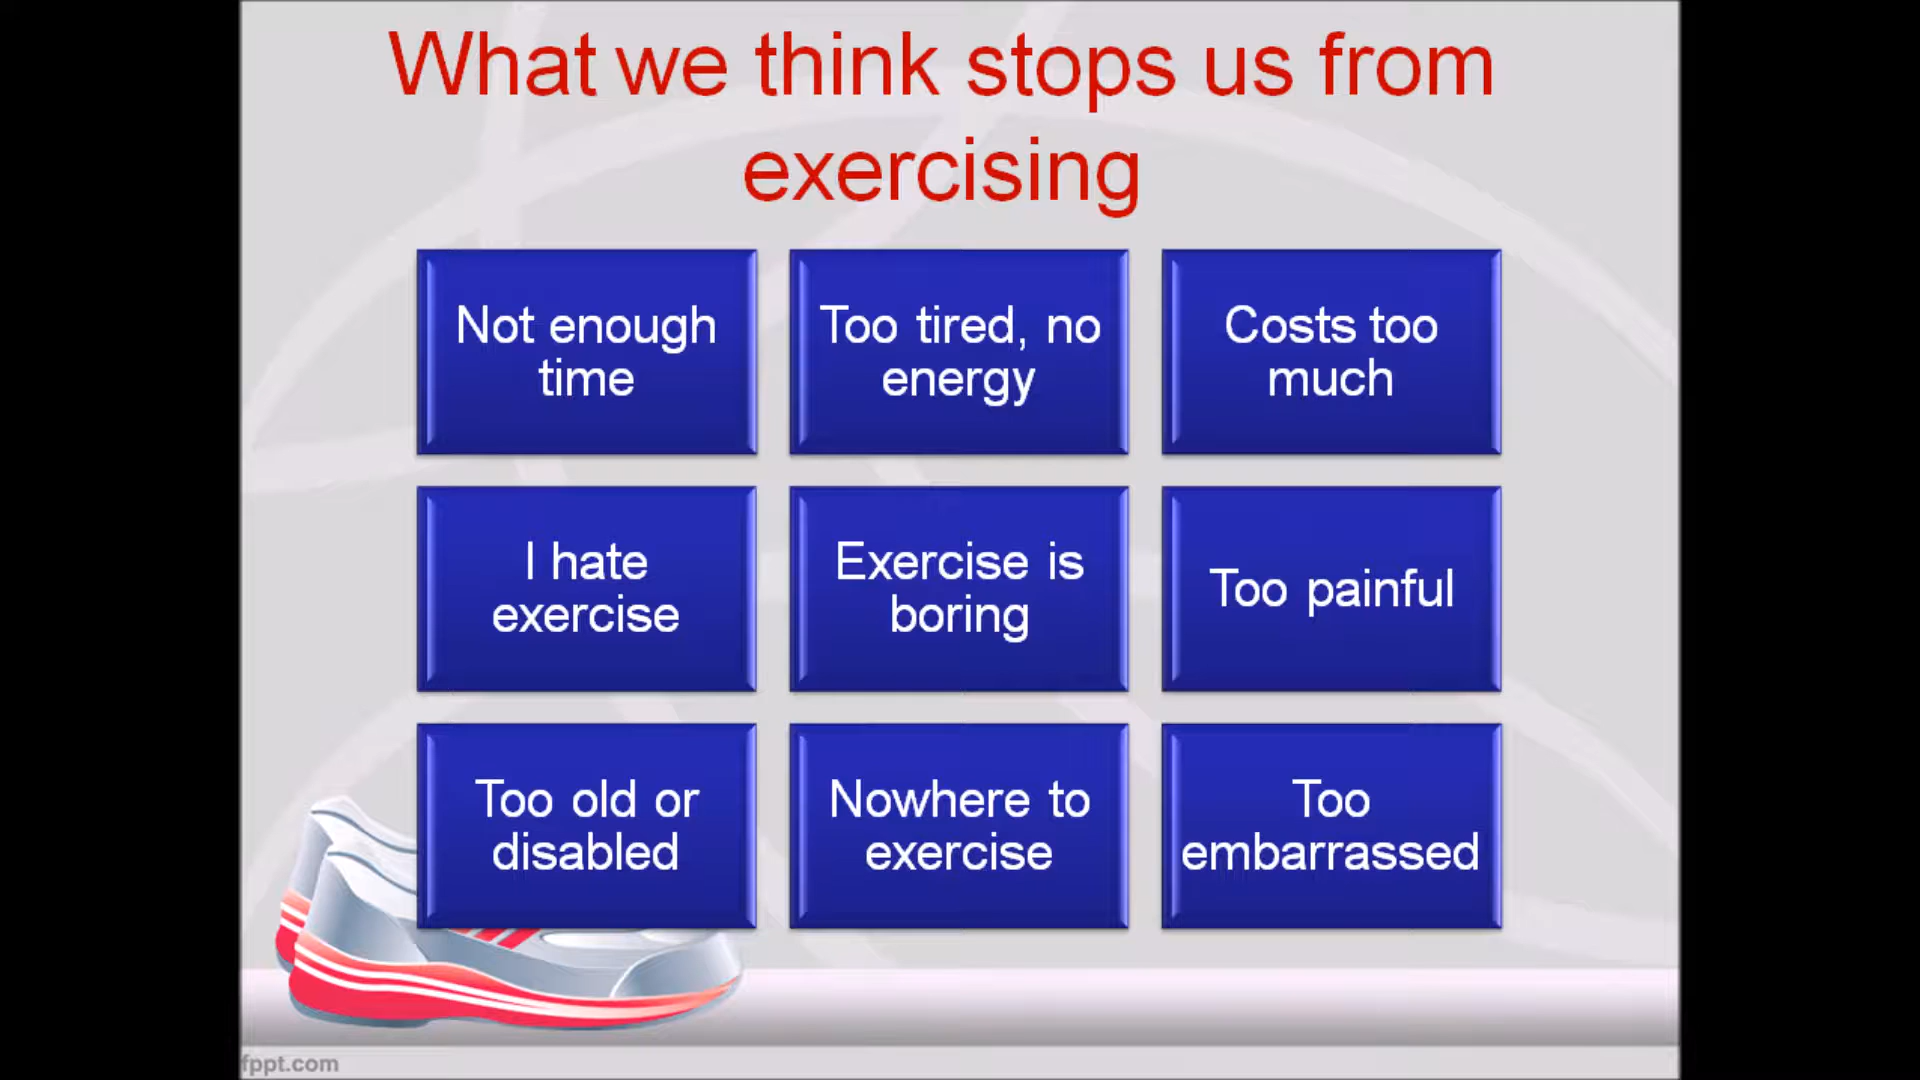 What we think stops us from
exercising
Not enough
time
Too tired, no
energy
Costs too
much
I hate
exercise
Exercise is
boring
Too painful
Too old or
disabled
Nowhere to
exercise
Too
embarrassed
fppt.com